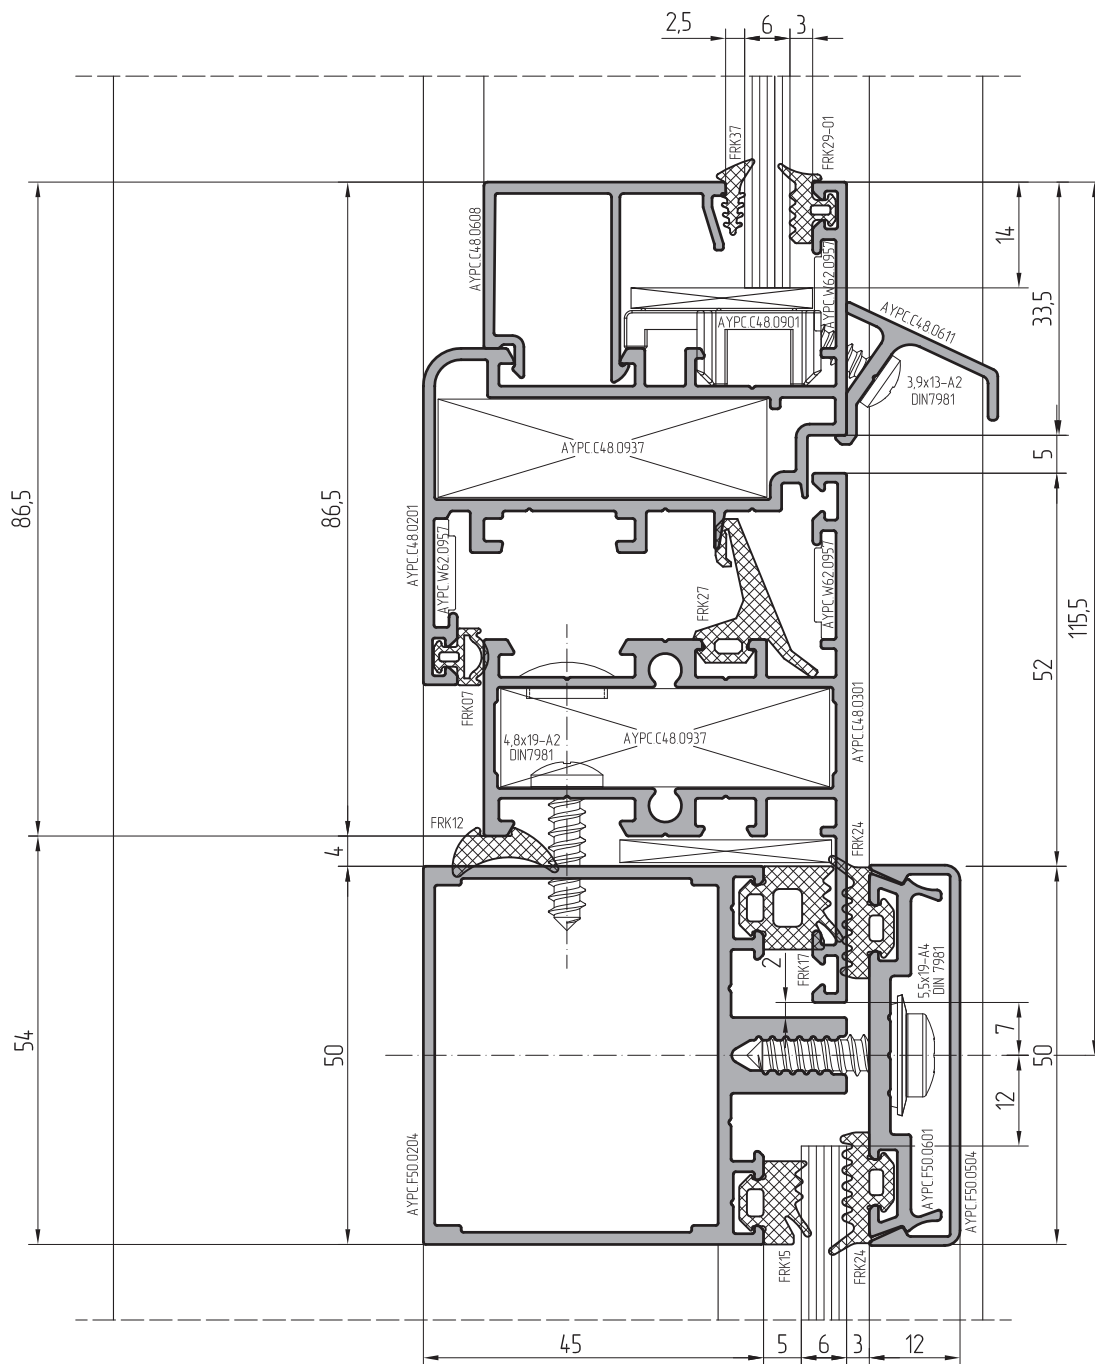 2,5
6
3
FRK37
FRK29-01
AYPC.C48.0608
AYPC.W62.0957
14
33,5
AYPC.C48.0901
AYPC.C48.0611
3,9x13-A2
DIN7981
AYPC.C48.0937
5
86,5
86,5
AYPC.C48.0201
AYPC.W62.0957
AYPC.W62.0957
FRK27
115,5
52
FRK07
4,8x19-A2
DIN7981
AYPC.C48.0937
AYPC.C48.0301
FRK12
FRK24
4
2
FRK17
5,5x19-A4
DIN 7981
54
50
7
50
12
AYPC.F50.0204
AYPC.F50.0601
AYPC.F50.0504
FRK15
FRK24
45
5
6
3
12